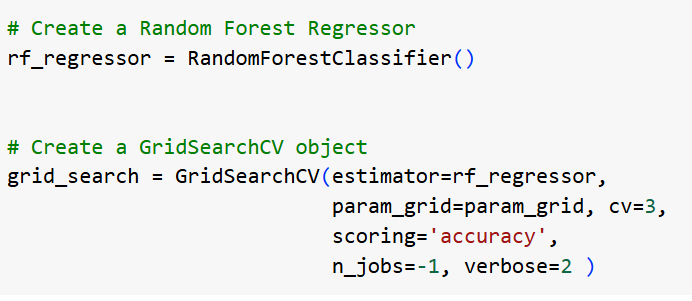 # Create a Random Forest Regressor
rf_regressor = RandomForestClassifier()
# Create a GridSearchCV object
grid_search = GridSearchCV(estimator=rf_regressor,
param_grid=param_grid, cv=3,
scoring='accuracy',
n_jobs=-1, verbose=2 )